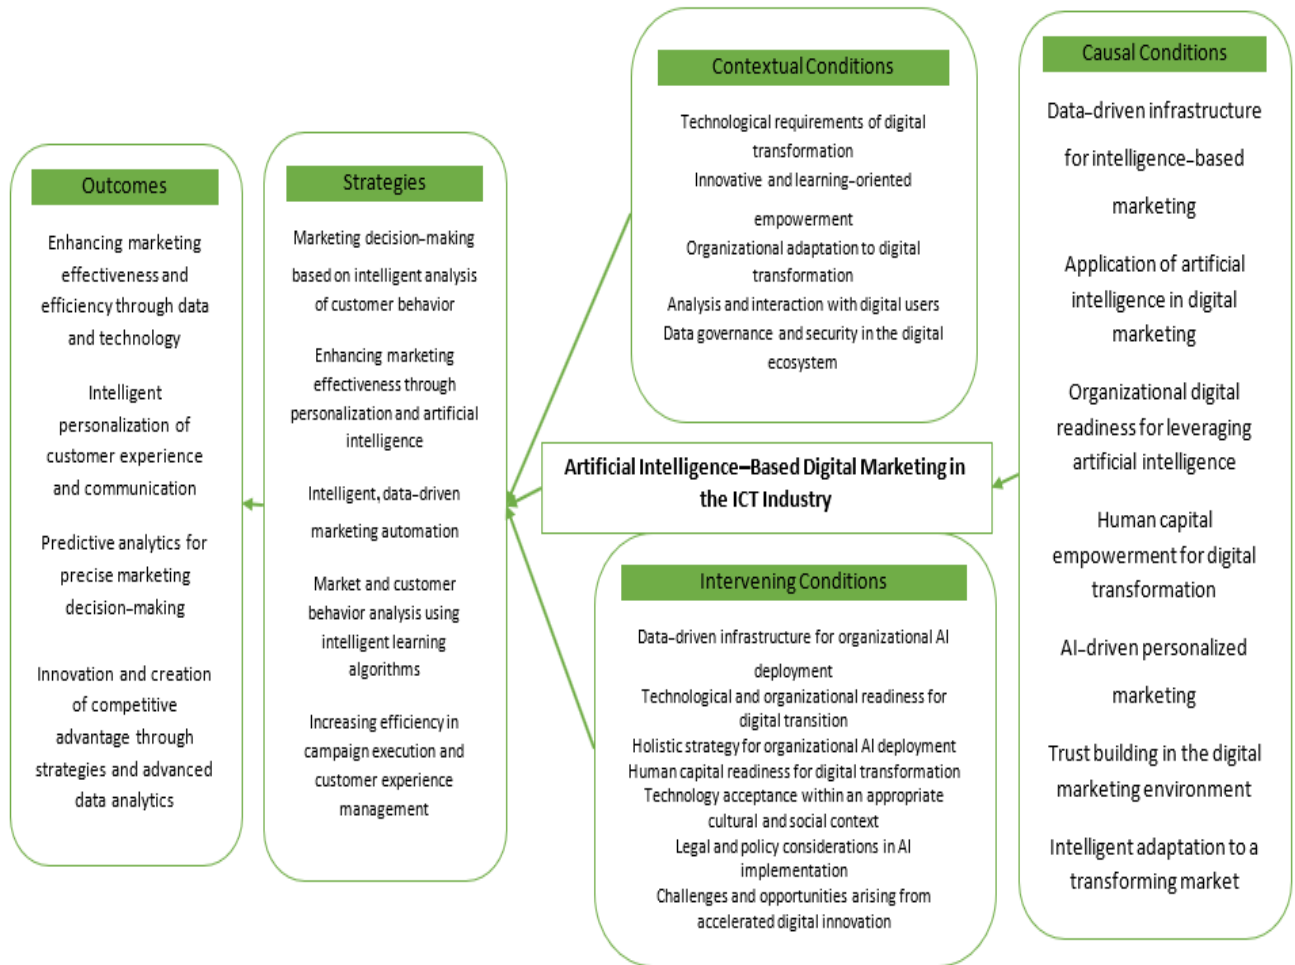 Outcomes
Enhancing marketing
effectiveness and
efficiency through data
and technology
Intelligent
personalization of
customer experience
and communication
Predictive analytics for
precise marketing
decision-making
Innovation and creation
of competitive
advantage through
strategies and advanced
data analytics
Strategies
Marketing decision-making
based on intelligent analysis
of customer behavior
Enhancing marketing
effectiveness through
personalization and artificial
intelligence
Intelligent, data-driven
marketing automation
Market and customer
behavior analysis using
intelligent learning
algorithms
Increasing efficiency in
campaign execution and
customer experience
management
Contextual Conditions
Technological requirements of digital
transformation
Innovative and learning-oriented
empowerment
Organizational adaptation to digital
transformation
Analysis and interaction with digital users
Data governance and security in the digital
ecosystem
Artificial Intelligence–Based Digital Marketing in
the ICT Industry
Intervening Conditions
Data-driven infrastructure for organizational AI
deployment
Technological and organizational readiness for
digital transition
Holistic strategy for organizational AI deployment
Human capital readiness for digital transformation
Technology acceptance within an appropriate
cultural and social context
Legal and policy considerations in AI
implementation
Challenges and opportunities arising from
accelerated digital innovation
Causal Conditions
Data-driven infrastructure
for intelligence-based
marketing
Application of artificial
intelligence in digital
marketing
Organizational digital
readiness for leveraging
artificial intelligence
Human capital
empowerment for digital
transformation
AI-driven personalized
marketing
Trust building in the digital
marketing environment
Intelligent adaptation to a
transforming market